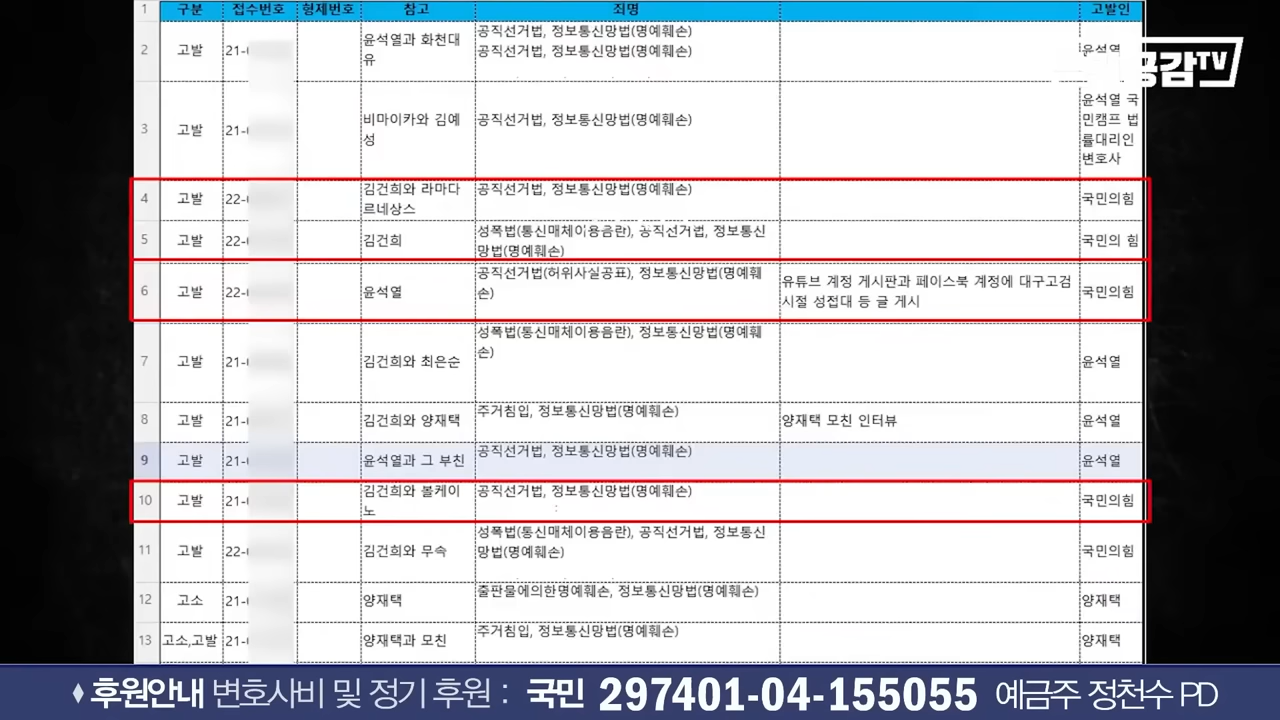 1 구분 접수번호 형제번호 참고 죄명 고발인
2 고발 21- 윤석열과 화천대
유 공직선거법, 정보통신망법(명예훼손)
공직선거법, 정보통신망법(명예훼손) 윤석열
공감TV
3 고발 21- 비마이카와 김예
성 공직선거법, 정보통신망법(명예훼손) 윤석열 국
민캠프 법
률대리인
변호사
4 고발 22- 김건희와 라마다
르네상스 공직선거법, 정보통신망법(명예훼손) 국민의힘
5 고발 22- 김건희 성폭법(통신매체이용음란), 공직선거법, 정보통신
망법(명예훼손) 국민의 힘
6 고발 22- 윤석열 공직선거법(허위사실공표), 정보통신망법(명예훼
손) 유튜브 계정 게시판과 페이스북 계정에 대구고검
시절 성접대 등 글 게시 국민의힘
7 고발 21- 김건희와 최은순 성폭법(통신매체이용음란), 정보통신망법(명예훼
손) 윤석열
8 고발 21- 김건희와 양재택 주거침입, 정보통신망법(명예훼손) 양재택 모친 인터뷰 윤석열
9 고발 21- 윤석열과 그 부친 공직선거법, 정보통신망법(명예훼손) 윤석열
10 고발 21- 김건희와 볼케이
노 공직선거법, 정보통신망법(명예훼손) 국민의힘
11 고발 22- 김건희와 무속 성폭법(통신매체이용음란), 공직선거법, 정보통신
망법(명예훼손) 국민의힘
12 고소 21- 양재택 출판물에의한명예훼손, 정보통신망법(명예훼손) 양재택
13 고소,고발 21- 양재택과 모친 주거침입, 정보통신망법(명예훼손) 양재택
♦ 후원안내 변호사비 및 정기 후원 : 국민 297401-04-155055 예금주 정천수 PD